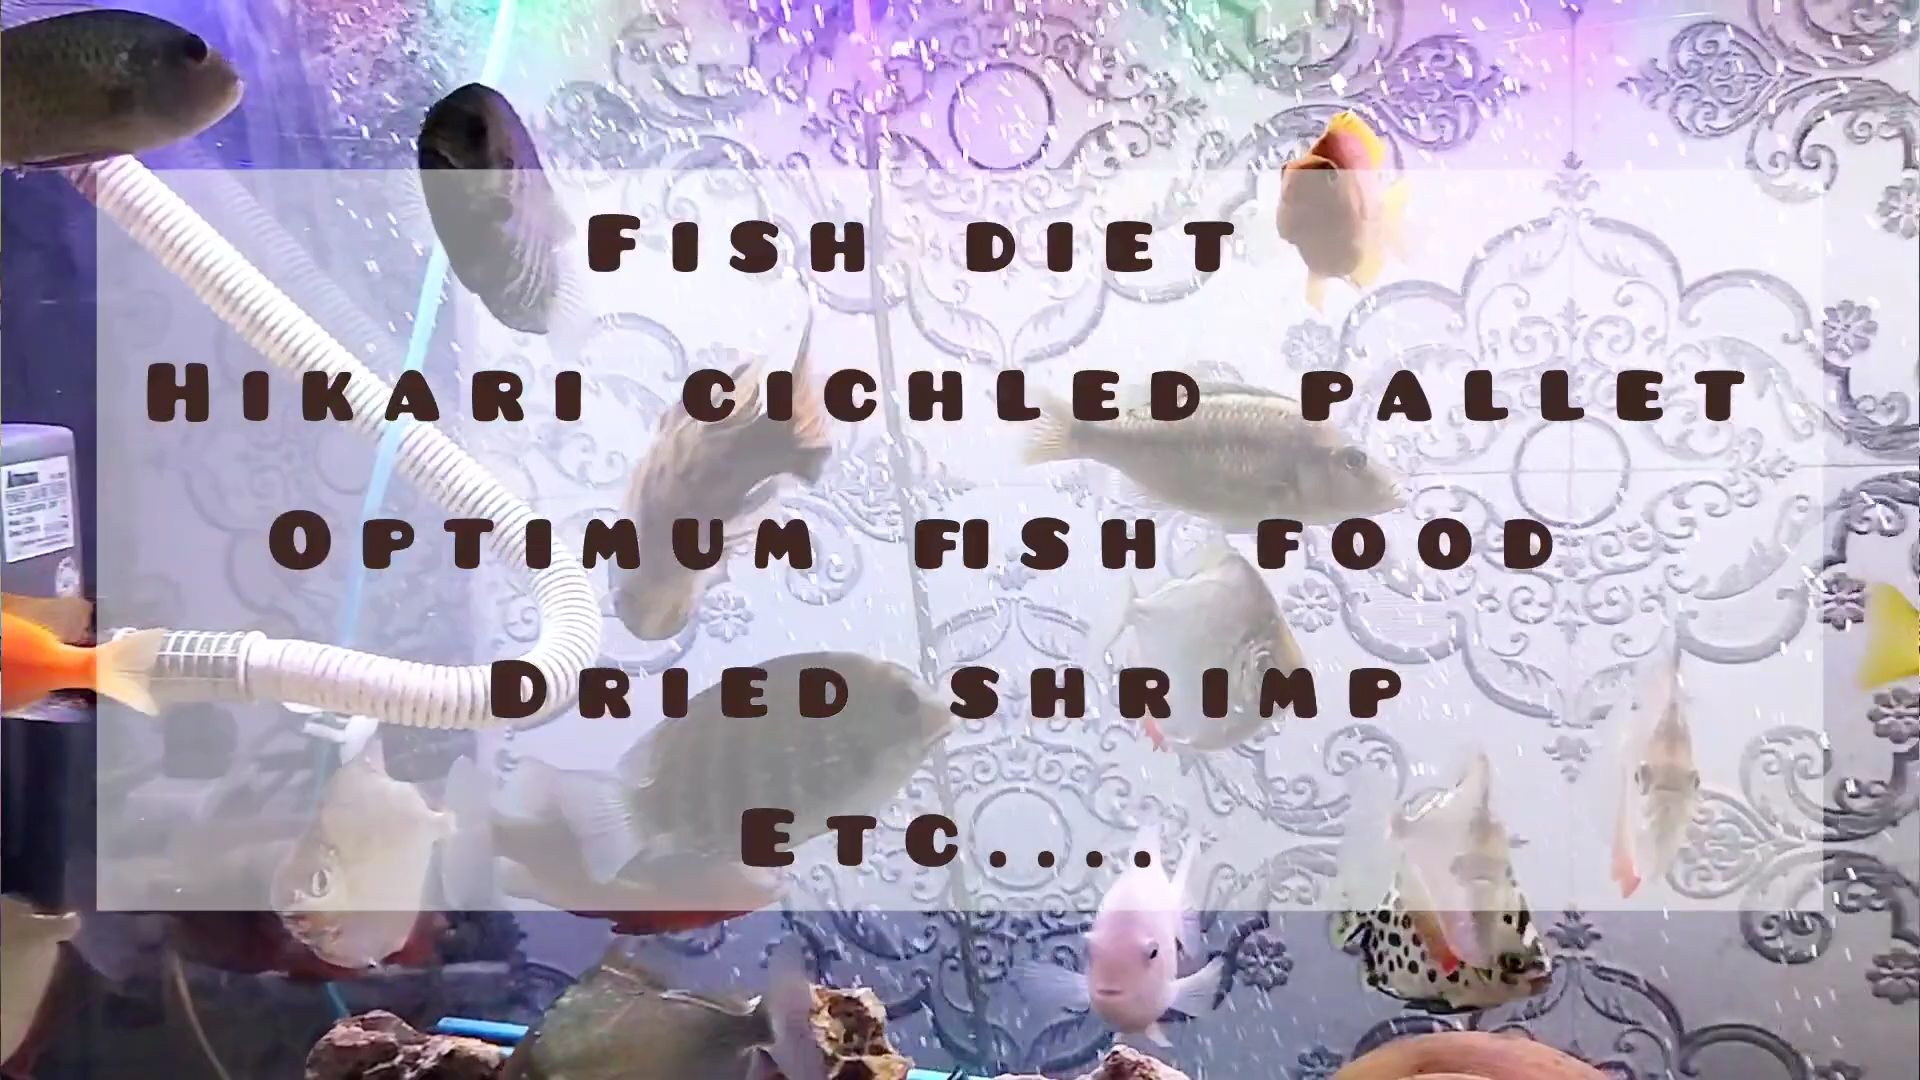 Fish diet
Hikari cichled pallet
Optimum fish food
Dried shrimp
Etc....